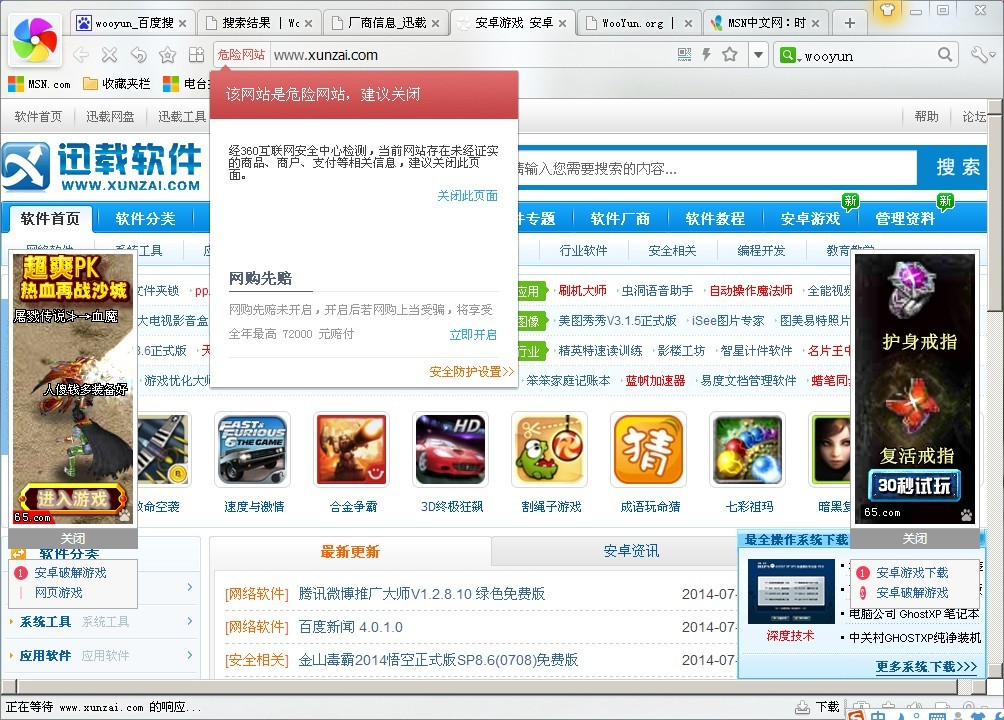 wooyun_百度搜
搜索结果 | Wo
厂商信息_迅载
安卓游戏 安卓
WooYun.org |
MSN中文网：时
危险网站 www.xunzai.com
wooyun
MSN.com 收藏夹栏 电台
该网站是危险网站，建议关闭
经360互联网安全中心检测，当前网站存在未经证实
的商品、商户、支付等相关信息，建议关闭此页
面。
关闭此页面
网购先赔
网购先赔未开启，开启后若网购上当受骗，将享受
全年最高 72000 元赔付 立即开启
安全防护设置>>
软件首页 迅载网盘 迅载工具 帮助 论坛
迅载软件
WWW.XUNZAI.COM
请输入您需要搜索的内容... 搜 索
软件首页 软件分类 件专题 软件厂商 软件教程 安卓游戏 新 管理资料 新
网络软件 系统工具 行业软件 安全相关 编程开发 教育教学
文件夹锁 应用 刷机大师 虫洞语音助手 自动操作魔法师 全能视频
大电视影音盒 图像 美图秀秀V3.1.5正式版 iSee图片专家 图美易特照片
3.6正式版 行业 精英特速读训练 影楼工坊 智星计件软件 名片王中
游戏优化大师 笨笨家庭记账本 蓝帆加速器 易度文档管理软件 蜡笔同
超爽PK
热血再战沙城
屠戮传说斗→血魔
人傻钱多装备好
进入游戏
65.com
关闭
1 安卓破解游戏
网页游戏
护身戒指
复活戒指
30秒试玩
65.com
关闭
1 安卓游戏下载
安卓破解游戏
敢命空袭 速度与激情 合金争霸 3D终极狂飙 割绳子游戏 成语玩命猜 七彩祖玛 暗黑复
FAST& FURIOUS 6 THE GAME
HD
猜
软件分类
系统工具 系统工具
应用软件 应用软件
最新更新 安卓资讯
[网络软件] 腾讯微博推广大师V1.2.8.10 绿色免费版 2014-07-
[网络软件] 百度新闻 4.0.1.0 2014-07-
[安全相关] 金山毒霸2014悟空正式版SP8.6(0708)免费版 2014-07-
最全操作系统下载
深度技术
电脑公司 GhostXP 笔记本
中关村GHOSTXP纯净装机
更多系统下载>>>
正在等待 www.xunzai.com 的响应... 下载
中